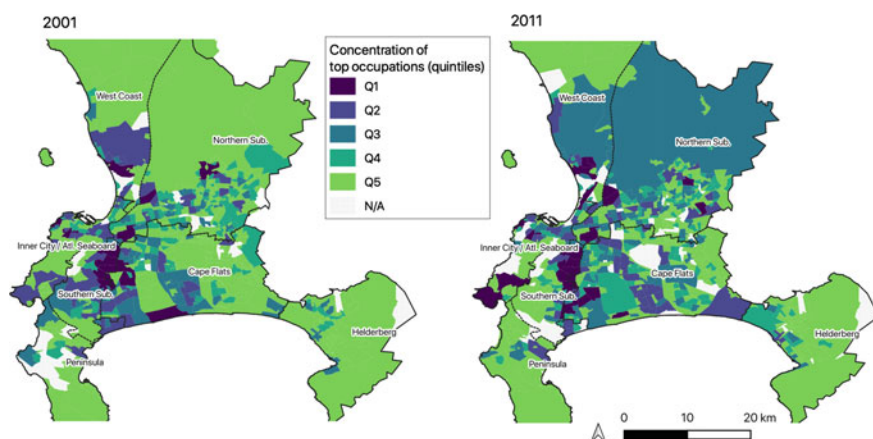 2001
2011
Concentration of
top occupations (quintiles)
Q1
Q2
Q3
Q4
Q5
N/A
West Coast
Northern Sub.
Inner City / Atl. Seaboard
Cape Flats
Southern Sub.
Helderberg
Peninsula
West Coast
Northern Sub.
Inner City / Atl. Seaboard
Cape Flats
Southern Sub.
Helderberg
Peninsula
0 10 20 km